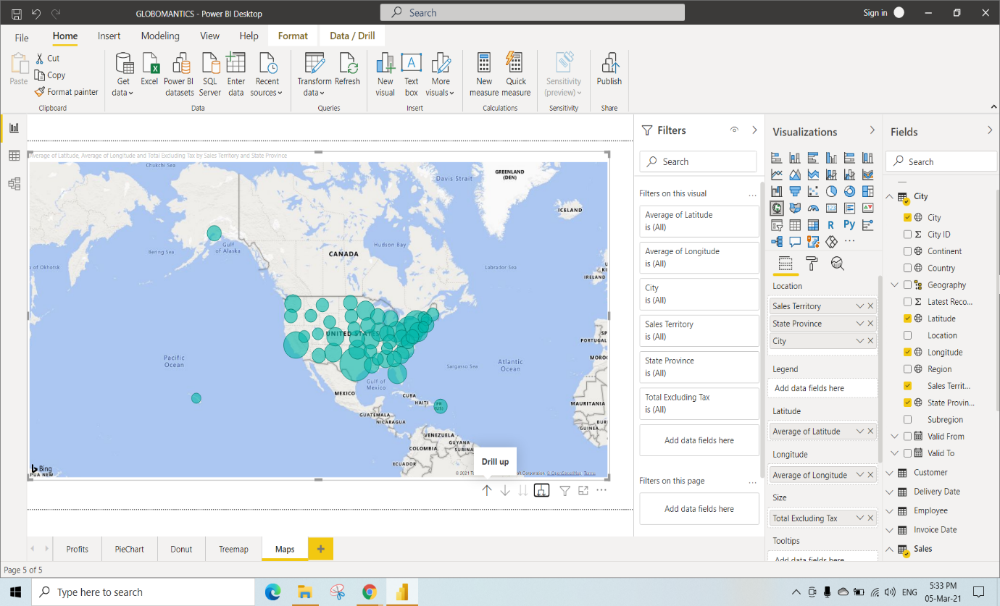 GLOBOMANTICS - Power BI Desktop
Search
Sign in
File Home Insert Modeling View Help Format Data / Drill
Paste
Cut
Copy
Format painter
Clipboard
Get data
Excel
Power BI datasets
SQL Server
Enter data
Recent sources
Data
Transform data
Refresh
Queries
New visual
Text box
More visuals
Insert
New measure
Quick measure
Calculations
Sensitivity (preview)
Sensitivity
Publish
Share
Average of Latitude, Average of Longitude and Total Excluding Tax by Sales Territory and State Province
Chukchi Sea
Davis Strait
GREENLAND
(DEN)
ICELAND
Gulf
of Alaska
Bering Sea
s of Okhotsk
Hudson Bay
CANADA
Labrador Sea
IRELAND
UNITED STATES
PORTUGAL
SP
MOROC
Pacific
Ocean
Atlantic
Ocean
Sargasso Sea
Gulf of
Mexico
MEXICO
CUBA
HAITI
PR
(US)
MAURITANIA
GUATEMALA
NICARAGUA
BUR
GUINEA
VENEZUELA
GUYANA
COLOMBIA
SURINA
ECUADOR
Bing
PUA NEW
© 2021 T
ft Corporation, © OpenStreetMap, Terms
Drill up
Profits PieChart Donut Treemap Maps +
Page 5 of 5
Filters
Search
Filters on this visual ...
Average of Latitude
is (All)
Average of Longitude
is (All)
City
is (All)
Sales Territory
is (All)
State Province
is (All)
Total Excluding Tax
is (All)
Add data fields here
Filters on this page ...
Add data fields here
Visualizations
123
R
Py
...
Location
Sales Territory
State Province
City
Legend
Add data fields here
Latitude
Average of Latitude
Longitude
Average of Longitude
Size
Total Excluding Tax
Tooltips
Add data fields here
Fields
Search
City
City
City ID
Continent
Country
Geography
Latest Reco...
Latitude
Location
Longitude
Region
Sales Territ...
State Provin...
Subregion
Valid From
Valid To
Customer
Delivery Date
Employee
Invoice Date
Sales
Type here to search
ENG
5:33 PM
05-Mar-21